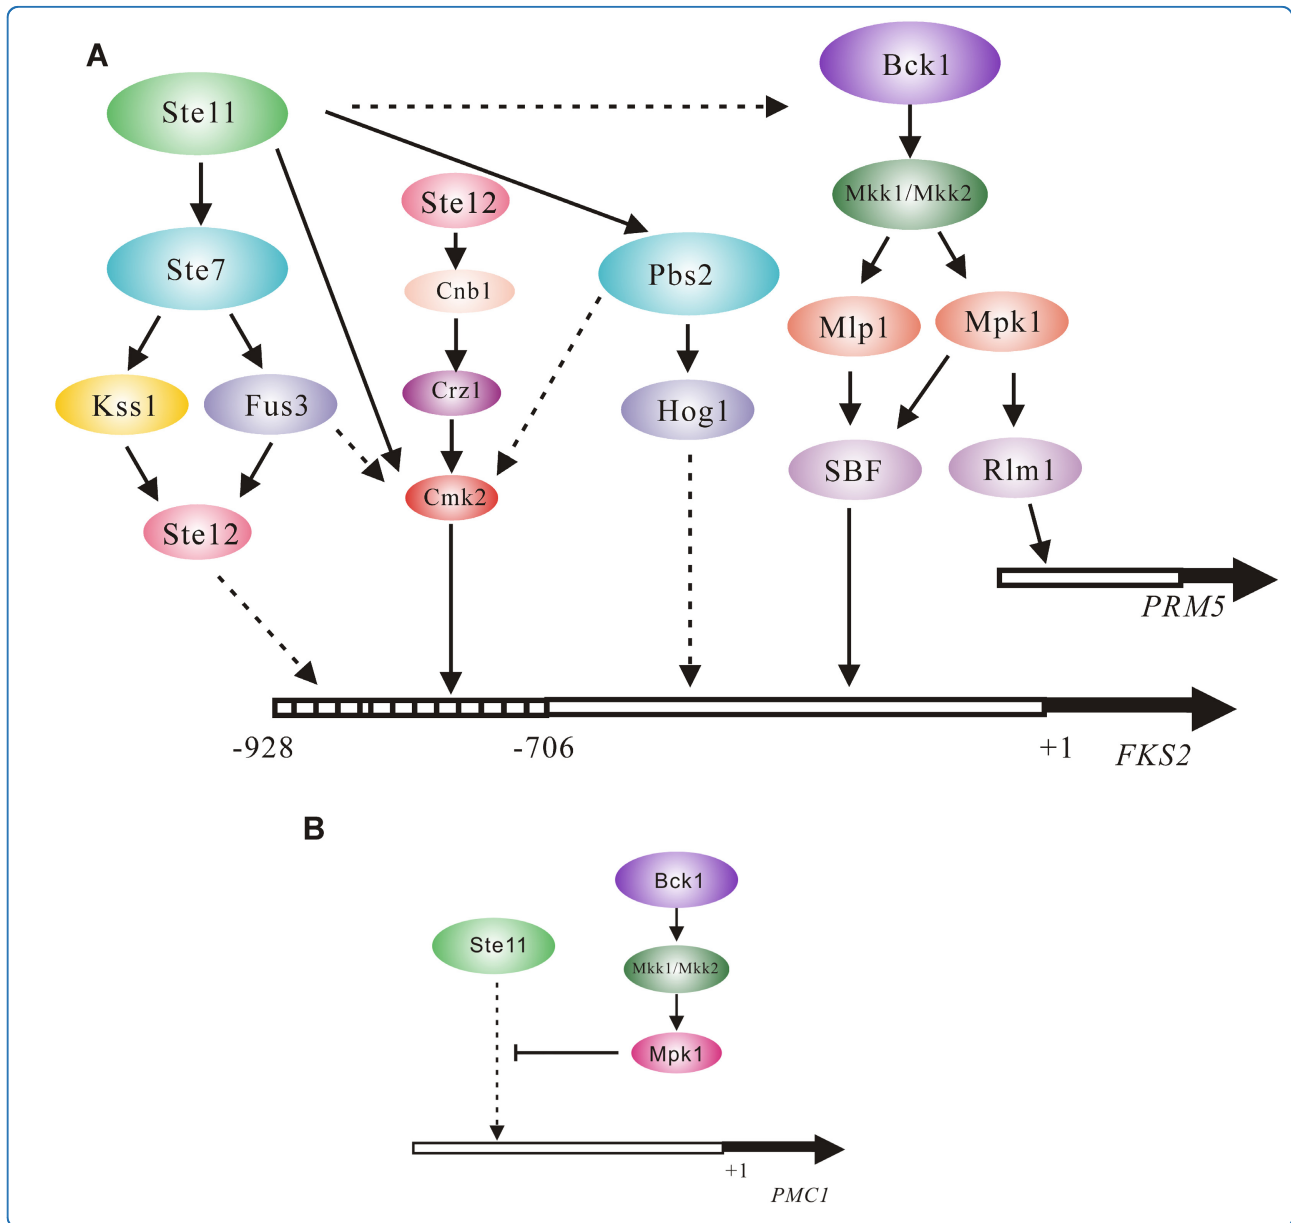 A
Bck1
Ste11
Mkk1/Mkk2
Ste12
Ste7
Pbs2
Cnb1
Mlp1
Mpk1
Crz1
Kss1
Fus3
Hog1
SBF
Rlm1
Cmk2
Ste12
PRM5
-928
-706
+1
FKS2
B
Bck1
Ste11
Mkk1/Mkk2
Mpk1
+1
PMC1